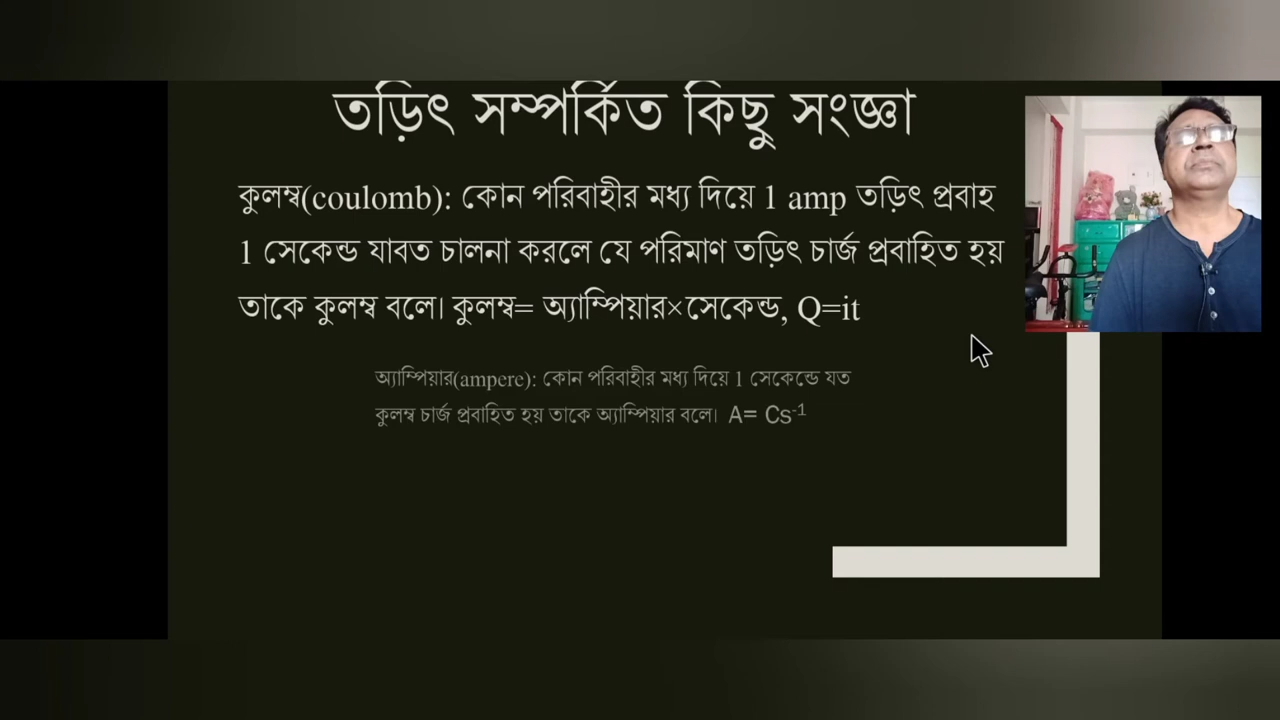 তড়িৎ সম্পর্কিত কিছু সংজ্ঞা
কুলম্ব(coulomb): কোন পরিবাহীর মধ্য দিয়ে 1 amp তড়িৎ প্রবাহ
1 সেকেন্ড যাবত চালনা করলে যে পরিমাণ তড়িৎ চার্জ প্রবাহিত হয়
তাকে কুলম্ব বলে। কুলম্ব= অ্যাম্পিয়ার×সেকেন্ড, Q=it
অ্যাম্পিয়ার(ampere): কোন পরিবাহীর মধ্য দিয়ে 1 সেকেন্ডে যত
কুলম্ব চার্জ প্রবাহিত হয় তাকে অ্যাম্পিয়ার বলে। A= Cs⁻¹